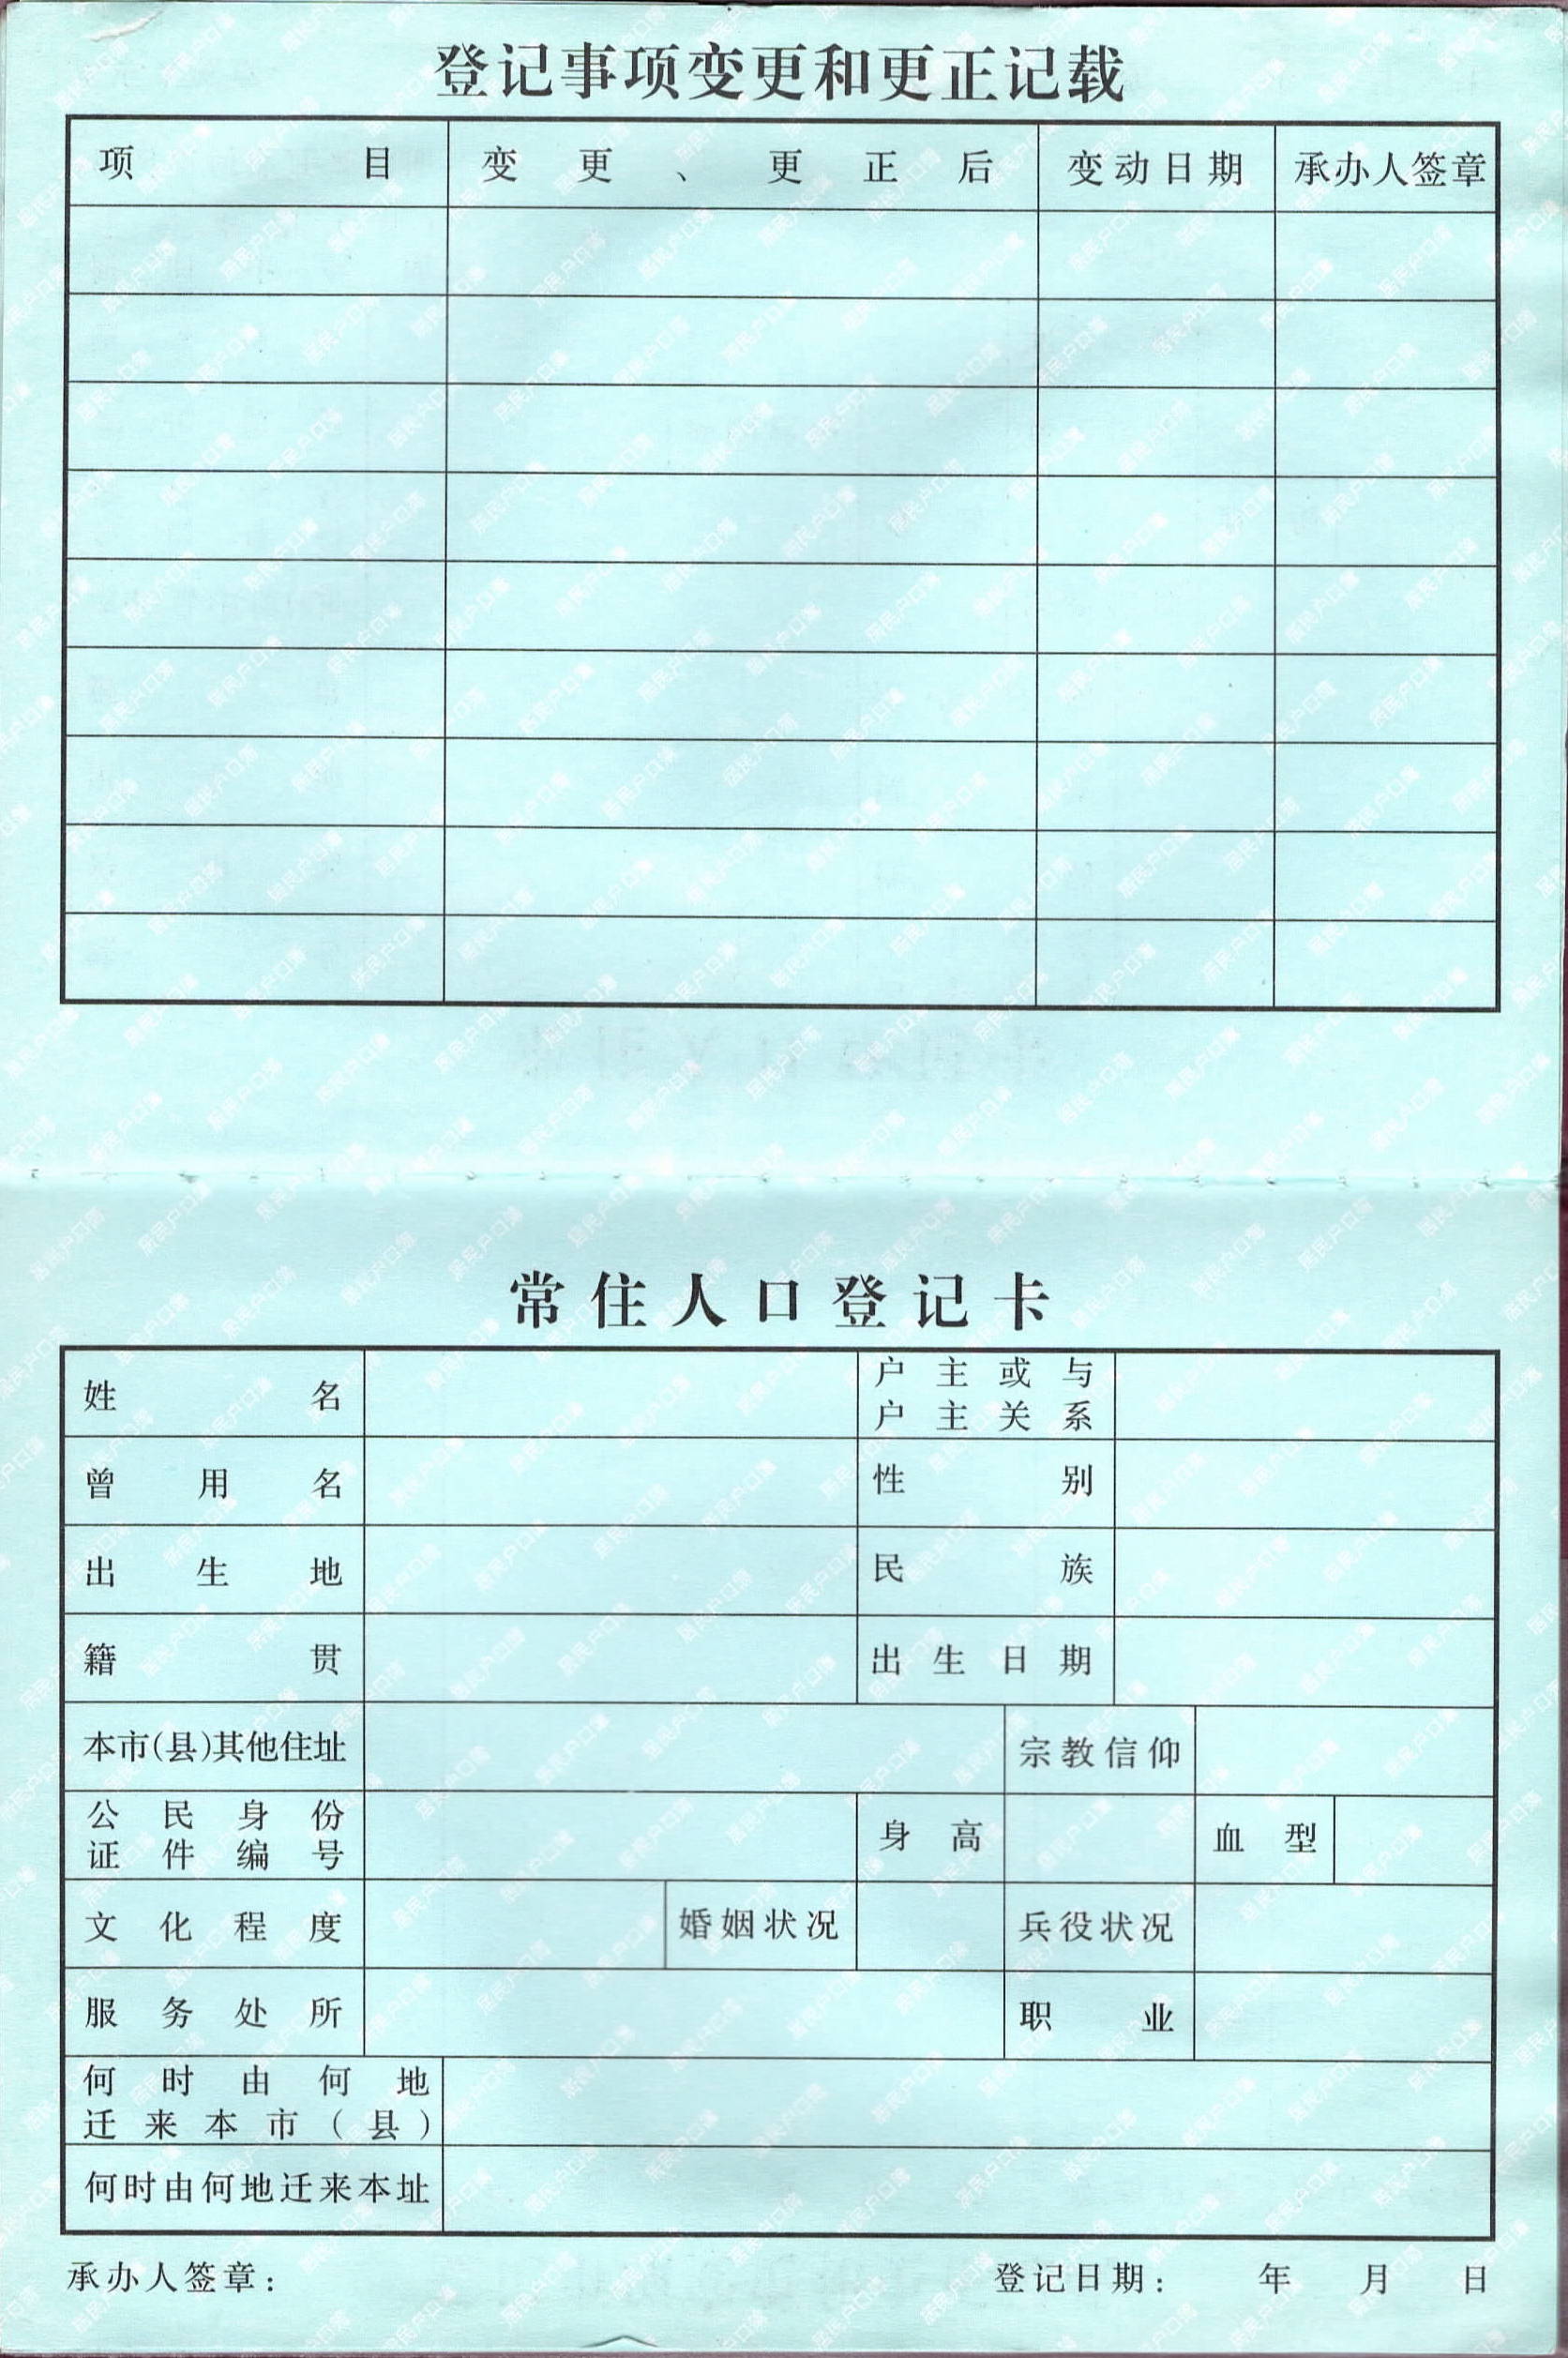 登记事项变更和更正记载
项目 变更、更正后 变动日期 承办人签章
常住人口登记卡
姓名 户主或与
户主关系
曾用名 性别
出生地 民族
籍贯 出生日期
本市(县)其他住址 宗教信仰
公民身份
证件编号 身高 血型
文化程度 婚姻状况 兵役状况
服务处所 职业
何时由何地
迁来本市(县)
何时由何地迁来本址
承办人签章: 登记日期: 年 月 日
居民户口簿